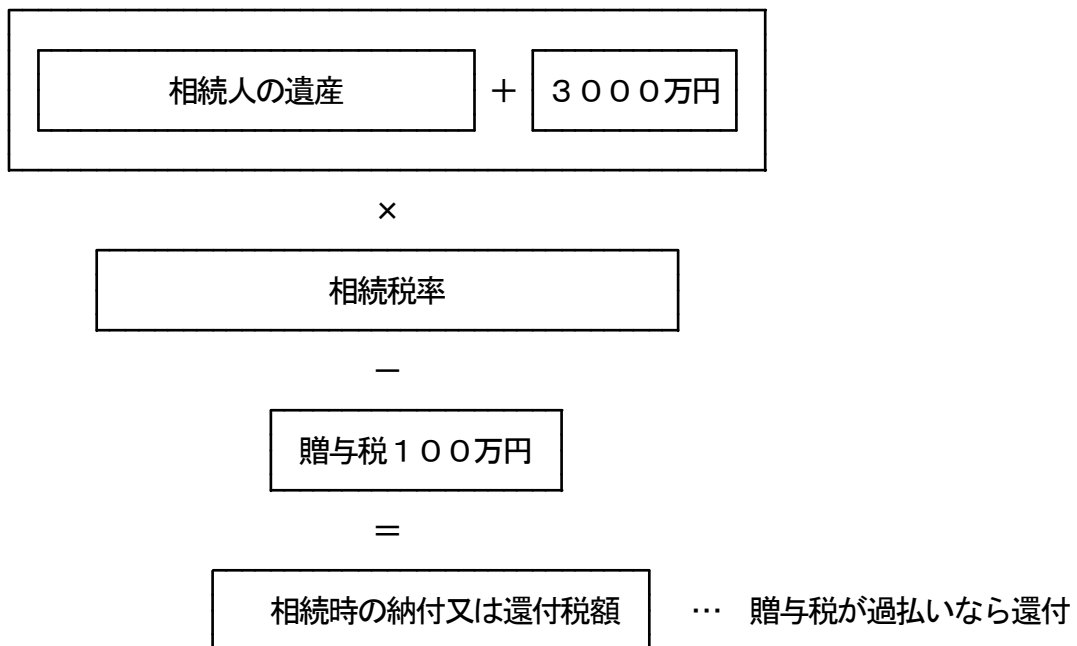 相続人の遺産 + 3000万円
×
相続税率
－
贈与税100万円
＝
相続時の納付又は還付税額 … 贈与税が過払いなら還付